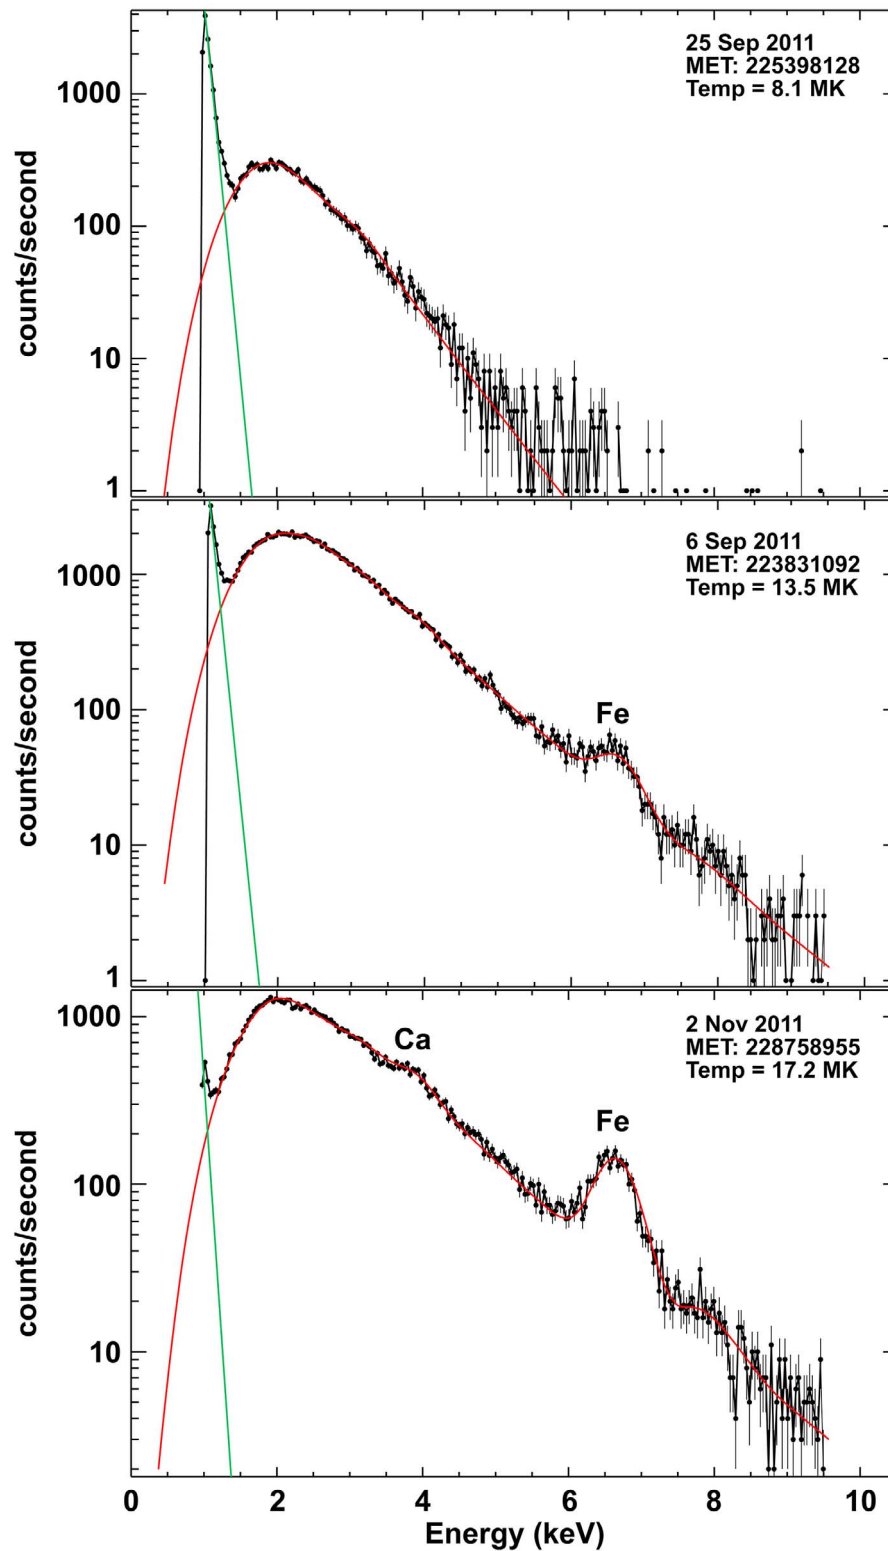 25 Sep 2011
MET: 225398128
Temp = 8.1 MK
1000
100
10
1
counts/second
6 Sep 2011
MET: 223831092
Temp = 13.5 MK
1000
100
10
1
counts/second
Fe
2 Nov 2011
MET: 228758955
Temp = 17.2 MK
1000
100
10
counts/second
Ca
Fe
0 2 4 6 8 10
Energy (keV)